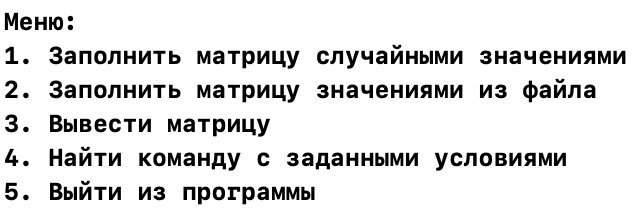 Меню:
1. Заполнить матрицу случайными значениями
2. Заполнить матрицу значениями из файла
3. Вывести матрицу
4. Найти команду с заданными условиями
5. Выйти из программы